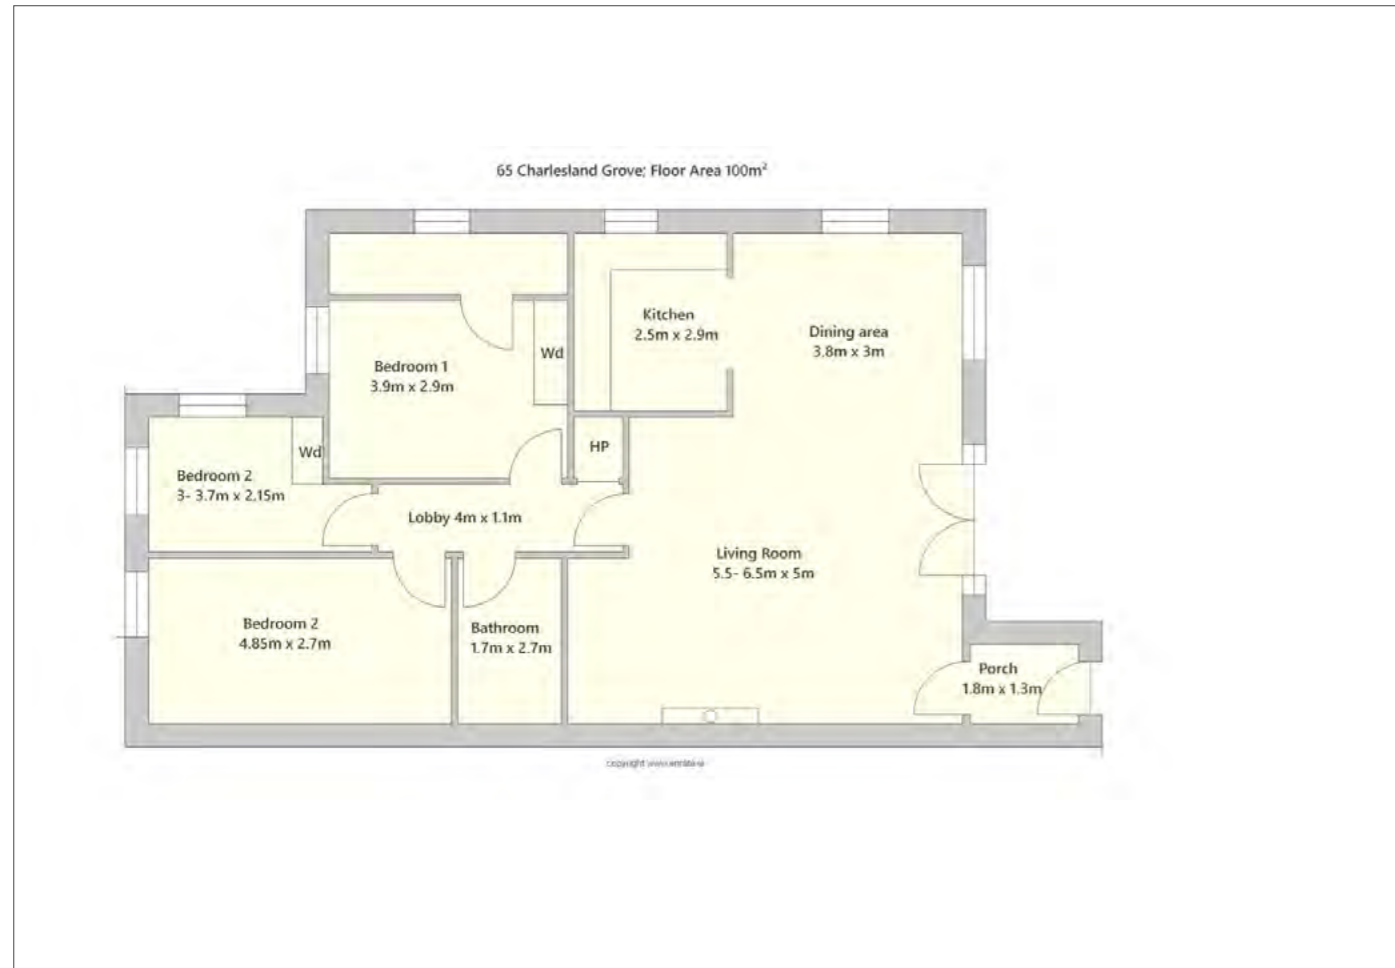 65 Charlesland Grove; Floor Area 100m²
Kitchen
2.5m x 2.9m
Dining area
3.8m x 3m
Wd
Bedroom 1
3.9m x 2.9m
HP
Wd
Bedroom 2
3- 3.7m x 2.15m
Lobby 4m x 1.1m
Living Room
5.5- 6.5m x 5m
Bedroom 2
4.85m x 2.7m
Bathroom
1.7m x 2.7m
Porch
1.8m x 1.3m
copyright